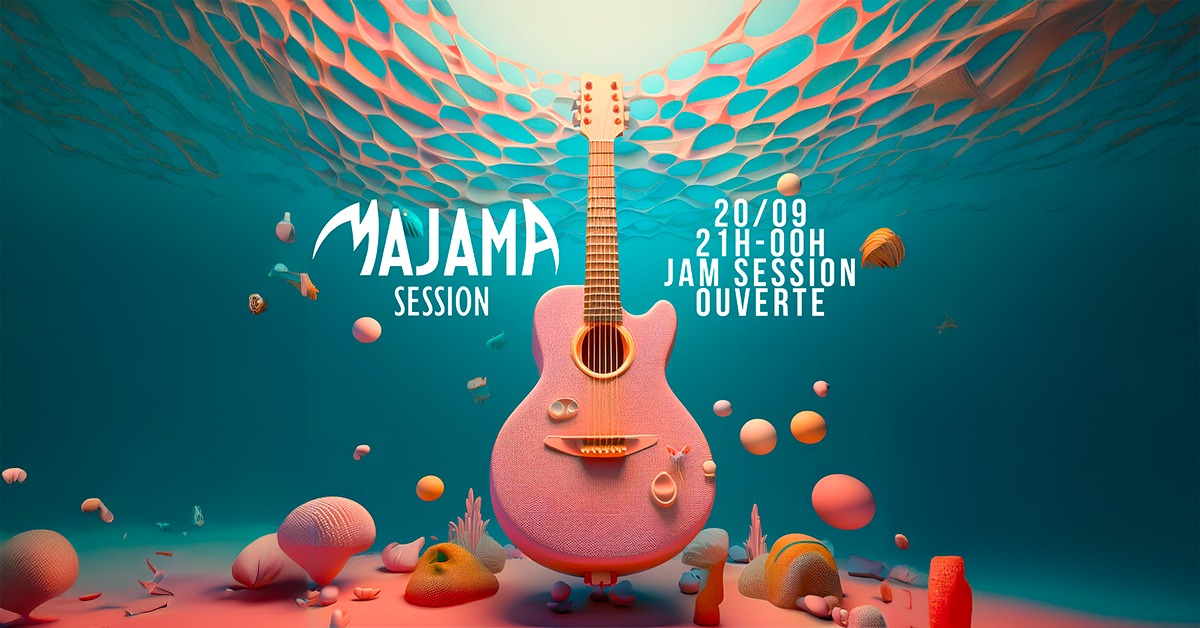 MAJAMA
SESSION
20/09
21H-00H
JAM SESSION
OUVERTE